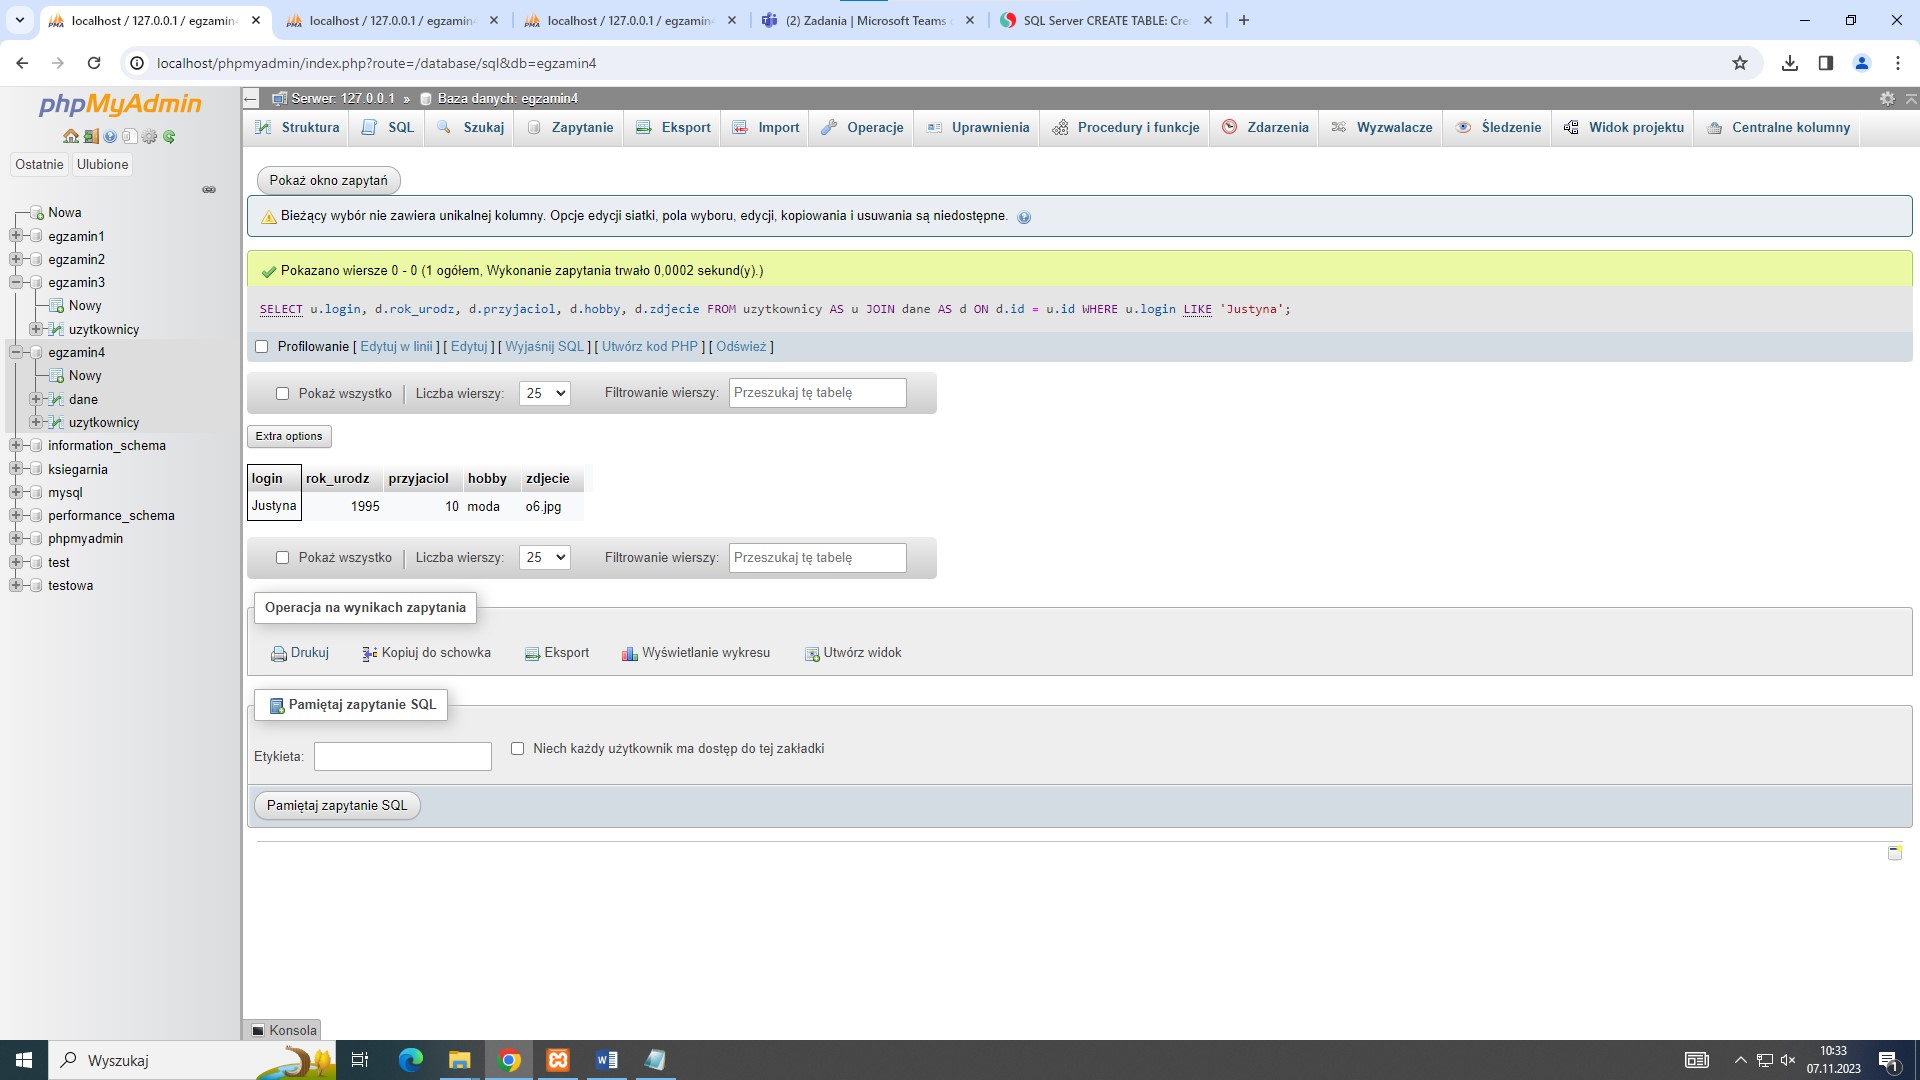 localhost / 127.0.0.1 / egzamin
localhost / 127.0.0.1 / egzamin
localhost / 127.0.0.1 / egzamin
(2) Zadania | Microsoft Teams
SQL Server CREATE TABLE: Cre
localhost/phpmyadmin/index.php?route=/database/sql&db=egzamin4
phpMyAdmin
Ostatnie
Ulubione
Nowa
egzamin1
egzamin2
egzamin3
Nowy
uzytkownicy
egzamin4
Nowy
dane
uzytkownicy
information_schema
ksiegarnia
mysql
performance_schema
phpmyadmin
test
testowa
Serwer: 127.0.0.1 » Baza danych: egzamin4
Struktura
SQL
Szukaj
Zapytanie
Eksport
Import
Operacje
Uprawnienia
Procedury i funkcje
Zdarzenia
Wyzwalacze
Śledzenie
Widok projektu
Centralne kolumny
Pokaż okno zapytań
Bieżący wybór nie zawiera unikalnej kolumny. Opcje edycji siatki, pola wyboru, edycji, kopiowania i usuwania są niedostępne.
Pokazano wiersze 0 - 0 (1 ogółem, Wykonanie zapytania trwało 0,0002 sekund(y).)
SELECT u.login, d.rok_urodz, d.przyjaciol, d.hobby, d.zdjecie FROM uzytkownicy AS u JOIN dane AS d ON d.id = u.id WHERE u.login LIKE 'Justyna';
Profilowanie [ Edytuj w linii ] [ Edytuj ] [ Wyjaśnij SQL ] [ Utwórz kod PHP ] [ Odśwież ]
Pokaż wszystko | Liczba wierszy: 25 Filtrowanie wierszy: Przeszukaj tę tabelę
Extra options
login rok_urodz przyjaciol hobby zdjecie
Justyna 1995 10 moda o6.jpg
Pokaż wszystko | Liczba wierszy: 25 Filtrowanie wierszy: Przeszukaj tę tabelę
Operacja na wynikach zapytania
Drukuj
Kopiuj do schowka
Eksport
Wyświetlanie wykresu
Utwórz widok
Pamiętaj zapytanie SQL
Etykieta:
Niech każdy użytkownik ma dostęp do tej zakładki
Pamiętaj zapytanie SQL
Konsola
Wyszukaj
10:33
07.11.2023
1